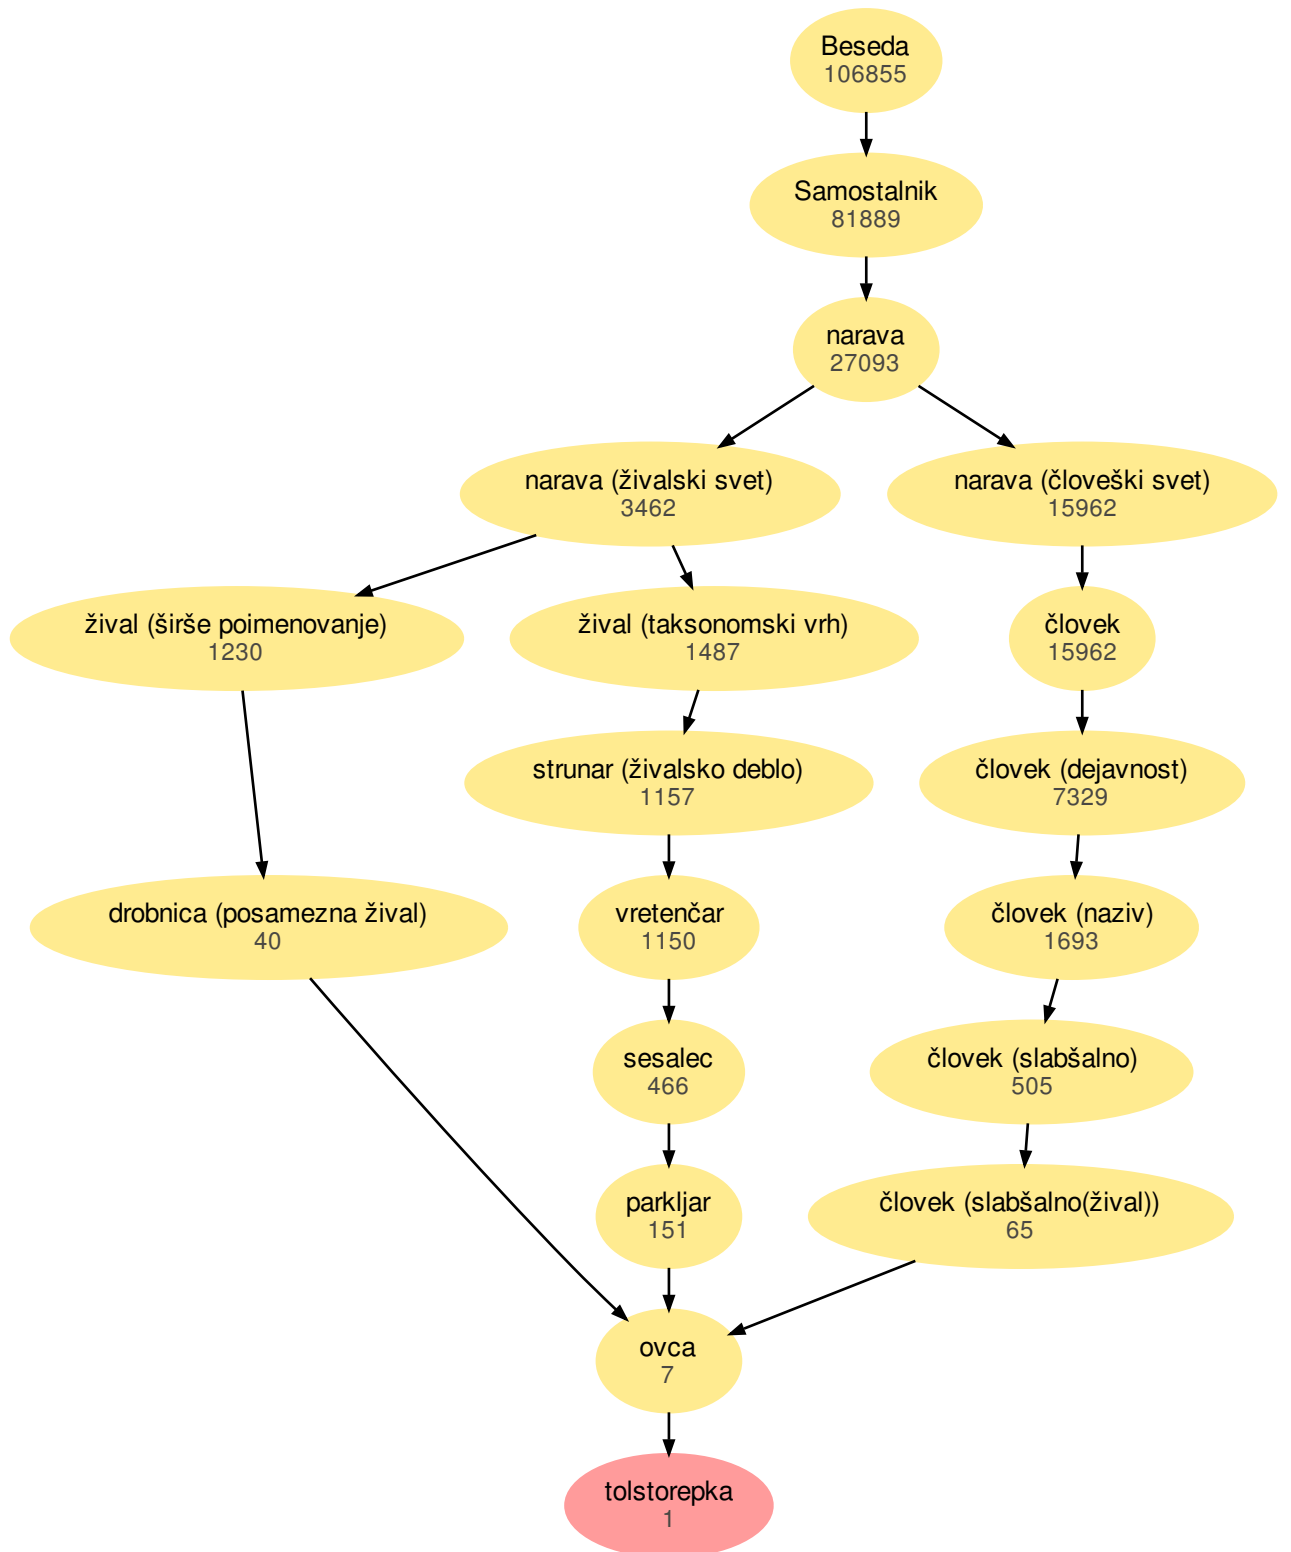 Beseda
106855
Samostalnik
81889
narava
27093
narava (živalski svet)
3462
narava (človeški svet)
15962
žival (širše poimenovanje)
1230
žival (taksonomski vrh)
1487
človek
15962
strunar (živalsko deblo)
1157
človek (dejavnost)
7329
drobnica (posamezna žival)
40
vretenčar
1150
človek (naziv)
1693
sesalec
466
človek (slabšalno)
505
parkljar
151
človek (slabšalno(žival))
65
ovca
7
tolstorepka
1